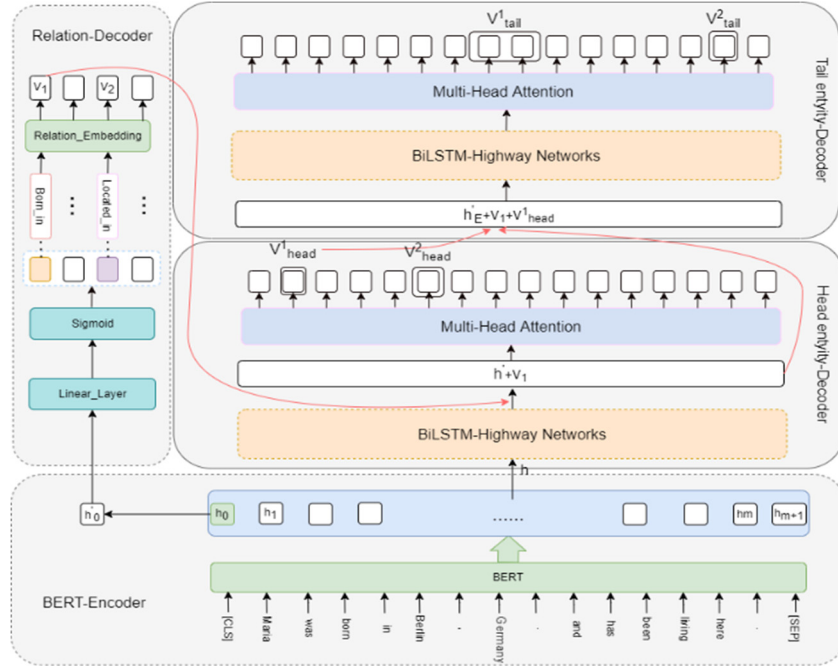 Relation-Decoder
V₁
V₂
Relation_Embedding
Born_in
...
Located_in
...
Sigmoid
Linear_Layer
V¹tail
V²tail
Multi-Head Attention
BiLSTM-Highway Networks
h*E+V₁+V¹head
Tail entyity-Decoder
V¹head
V²head
Multi-Head Attention
h*+V₁
BiLSTM-Highway Networks
Head entyity-Decoder
h
h*0
h0
h1
......
hm
hm+1
BERT
[CLS]
Maria
was
born
in
Berlin
,
Germany
.
and
has
been
living
here
.
[SEP]
BERT-Encoder